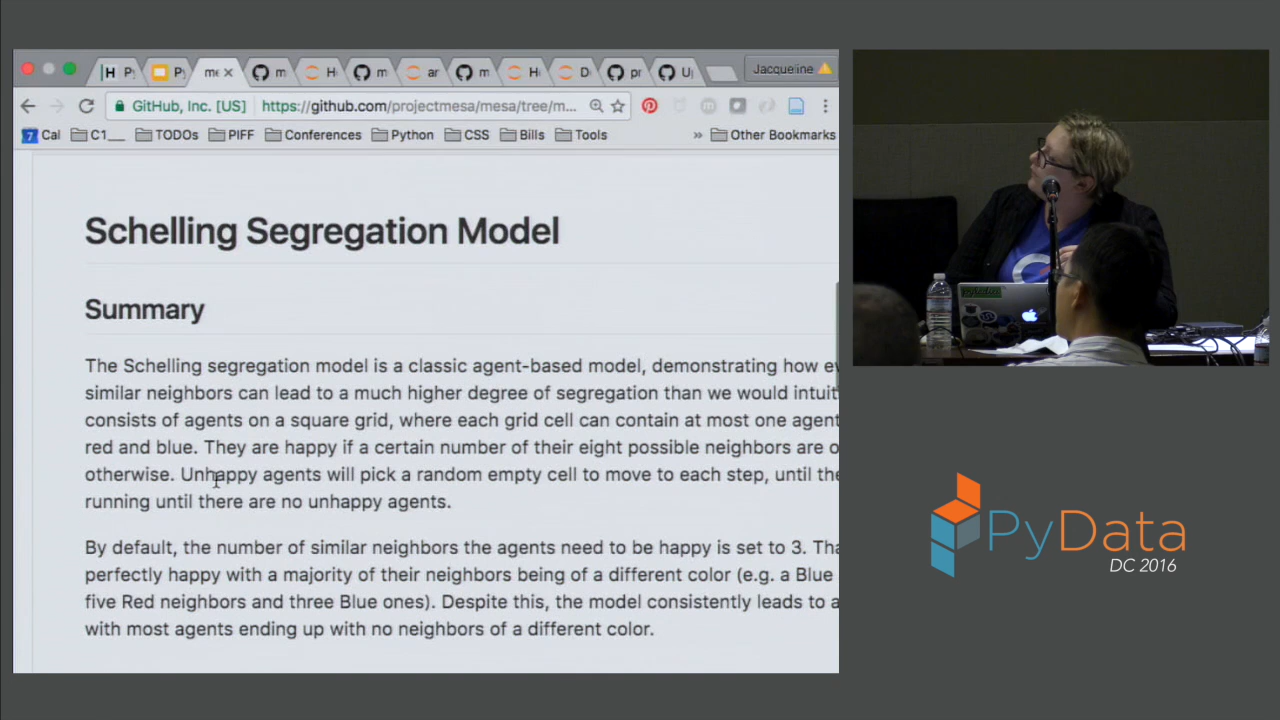 H Py
Py
me ×
m
H
m
ar
m
H
D
pr
U
Jacqueline
GitHub, Inc. [US] https://github.com/projectmesa/mesa/tree/m...
7 Cal C1__ TODOs PIFF Conferences Python CSS Bills Tools » Other Bookmarks
Schelling Segregation Model
Summary
The Schelling segregation model is a classic agent-based model, demonstrating how ev
similar neighbors can lead to a much higher degree of segregation than we would intuit
consists of agents on a square grid, where each grid cell can contain at most one agent
red and blue. They are happy if a certain number of their eight possible neighbors are o
otherwise. Unhappy agents will pick a random empty cell to move to each step, until the
running until there are no unhappy agents.
By default, the number of similar neighbors the agents need to be happy is set to 3. Tha
perfectly happy with a majority of their neighbors being of a different color (e.g. a Blue
five Red neighbors and three Blue ones). Despite this, the model consistently leads to a
with most agents ending up with no neighbors of a different color.
PyData
DC 2016